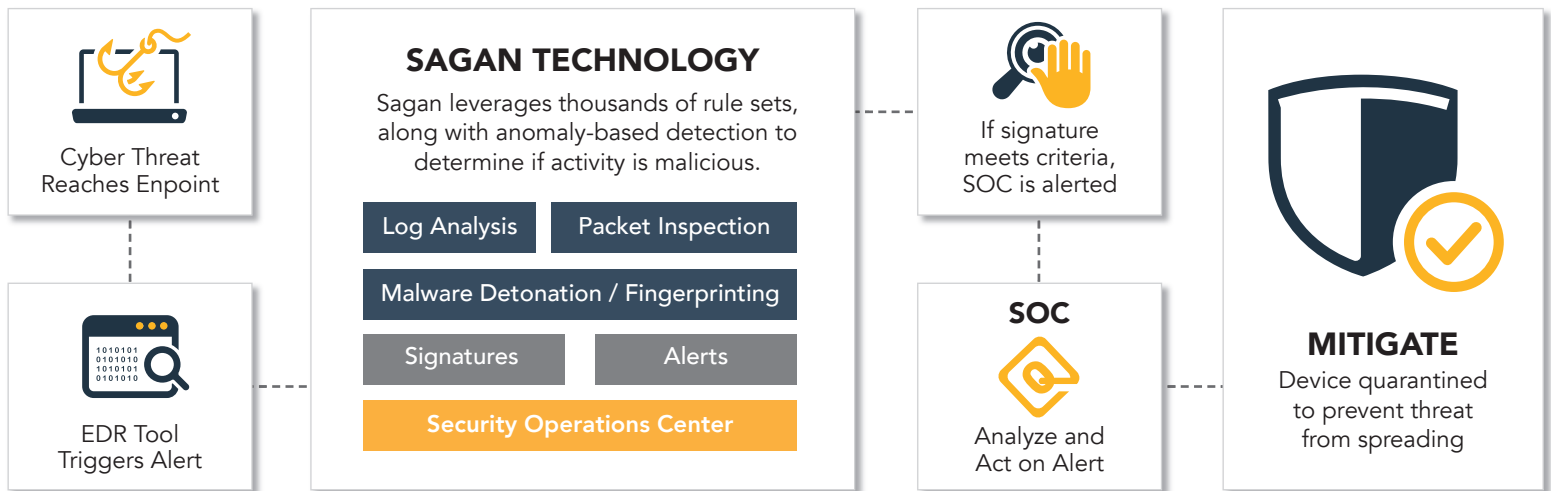 Cyber Threat
Reaches Enpoint
1010101
0101010
1010101
0101010
EDR Tool
Triggers Alert
SAGAN TECHNOLOGY
Sagan leverages thousands of rule sets,
along with anomaly-based detection to
determine if activity is malicious.
Log Analysis
Packet Inspection
Malware Detonation / Fingerprinting
Signatures
Alerts
Security Operations Center
If signature
meets criteria,
SOC is alerted
SOC
Analyze and
Act on Alert
MITIGATE
Device quarantined
to prevent threat
from spreading